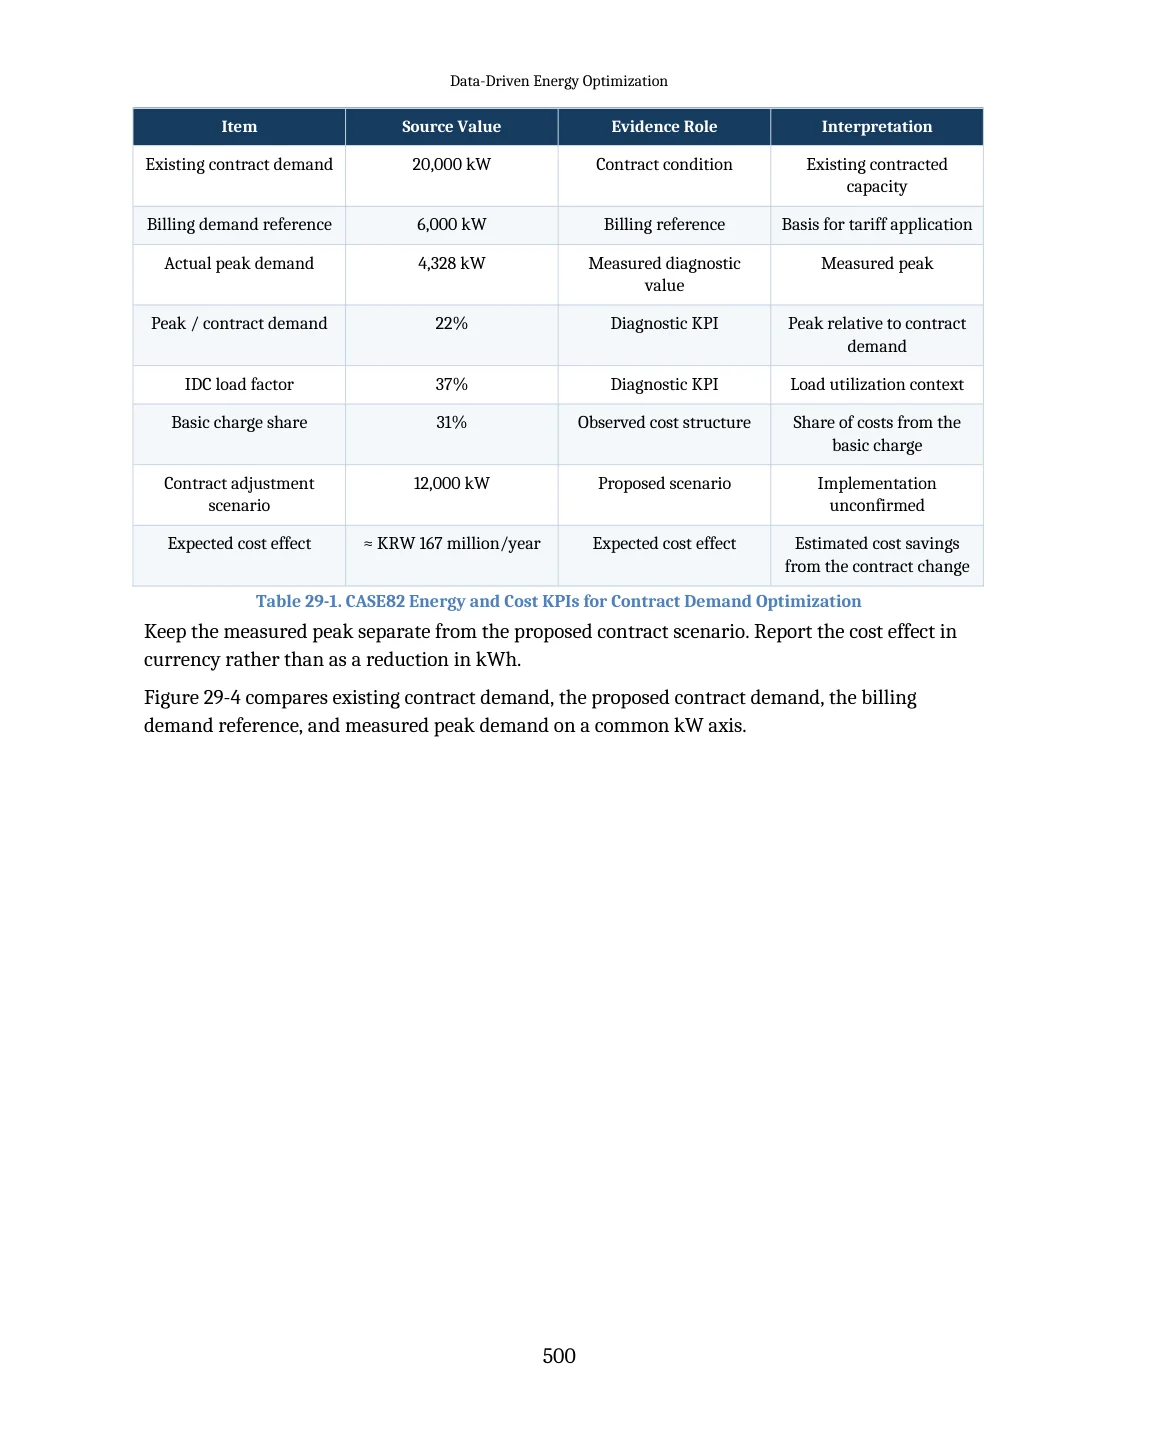 Data-Driven Energy Optimization
Item Source Value Evidence Role Interpretation
Existing contract demand 20,000 kW Contract condition Existing contracted
capacity
Billing demand reference 6,000 kW Billing reference Basis for tariff application
Actual peak demand 4,328 kW Measured diagnostic Measured peak
value
Peak / contract demand 22% Diagnostic KPI Peak relative to contract
demand
IDC load factor 37% Diagnostic KPI Load utilization context
Basic charge share 31% Observed cost structure Share of costs from the
basic charge
Contract adjustment 12,000 kW Proposed scenario Implementation
scenario unconfirmed
Expected cost effect ≈ KRW 167 million/year Expected cost effect Estimated cost savings
from the contract change
Table 29-1. CASE82 Energy and Cost KPIs for Contract Demand Optimization
Keep the measured peak separate from the proposed contract scenario. Report the cost effect in
currency rather than as a reduction in kWh.
Figure 29-4 compares existing contract demand, the proposed contract demand, the billing
demand reference, and measured peak demand on a common kW axis.
500